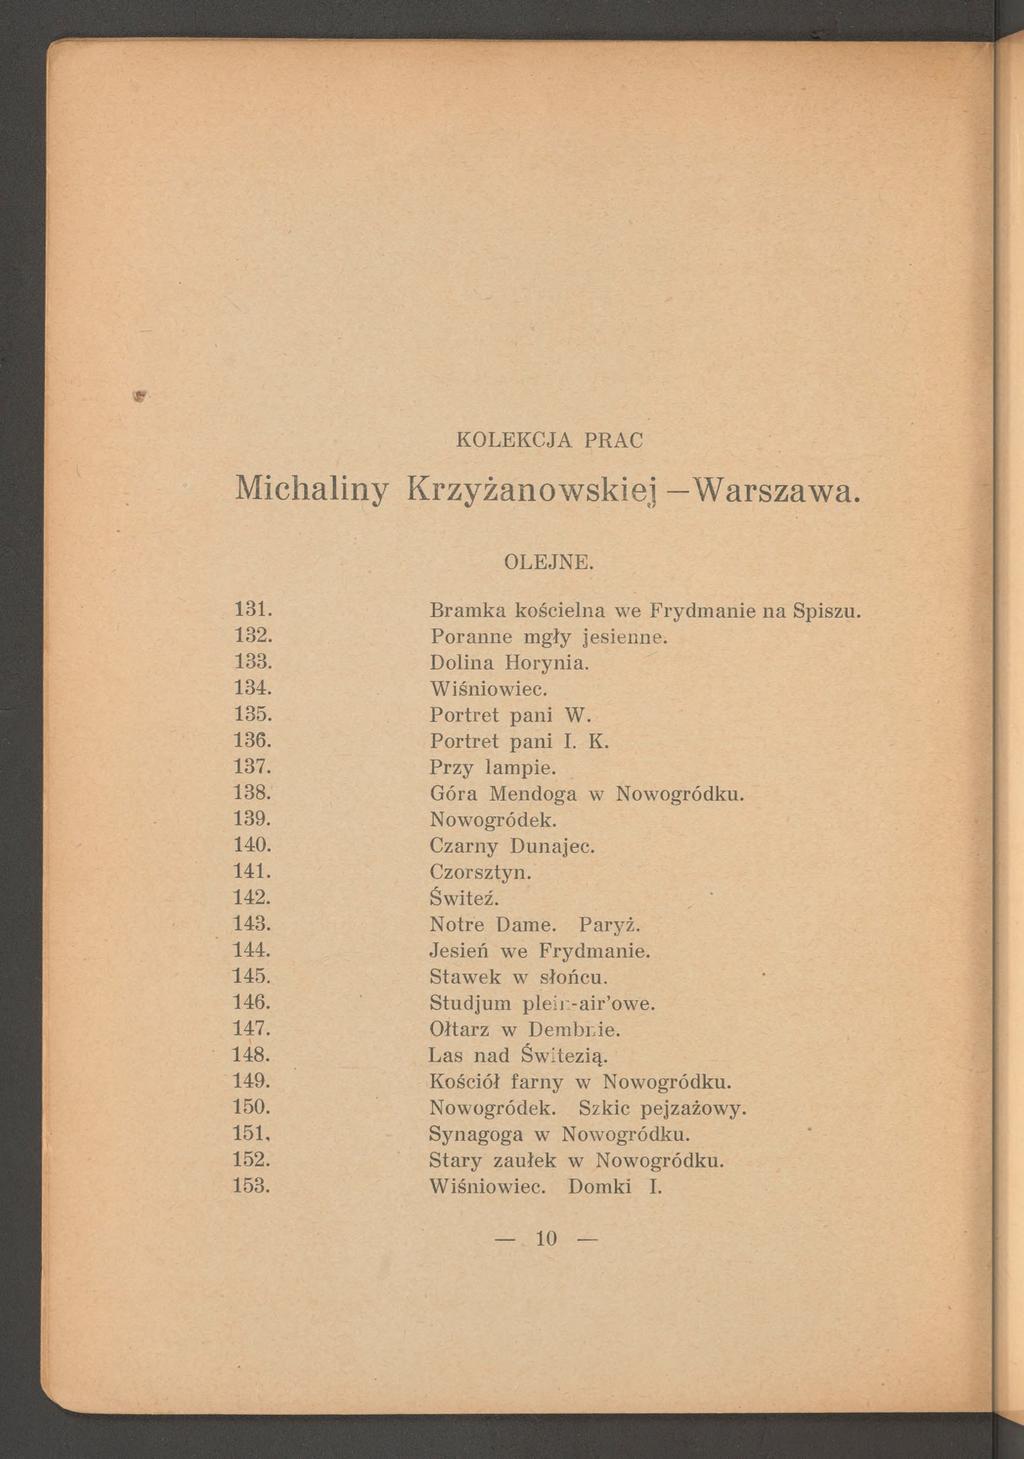 KOLEKCJA PRAC
Michaliny Krzyżanowskiej —Warszawa.
OLEJNE.
131. Bramka kościelna we Frydmanie na Spiszu.
132. Poranne mgły jesienne.
133. Dolina Horynia.
134. Wiśniowiec.
135. Portret pani W.
136. Portret pani I. K.
137. Przy lampie.
138. Góra Mendoga w Nowogródku.
139. Nowogródek.
140. Czarny Dunajec.
141. Czorsztyn.
142. Świteź.
143. Notre Dame. Paryż.
144. Jesień we Frydmanie.
145. Stawek w słońcu.
146. Studjum plein-air'owe.
147. Ołtarz w Dembnie.
148. Las nad Świtezią.
149. Kościół farny w Nowogródku.
150. Nowogródek. Szkic pejzażowy.
151, Synagoga w Nowogródku.
152. Stary zaułek w Nowogródku.
153. Wiśniowiec. Domki I.
— 10 —